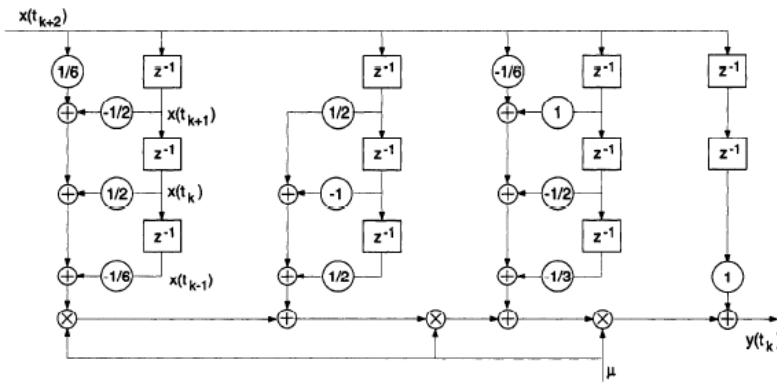 x(t_{k+2})
1/6 z⁻¹ z⁻¹ -1/6 z⁻¹ z⁻¹
-1/2 x(t_{k+1}) 1/2 1
z⁻¹ z⁻¹ z⁻¹ z⁻¹
1/2 x(t_k) -1 -1/2
z⁻¹ z⁻¹ z⁻¹
-1/6 x(t_{k-1}) 1/2 -1/3 1
y(t_k
μ